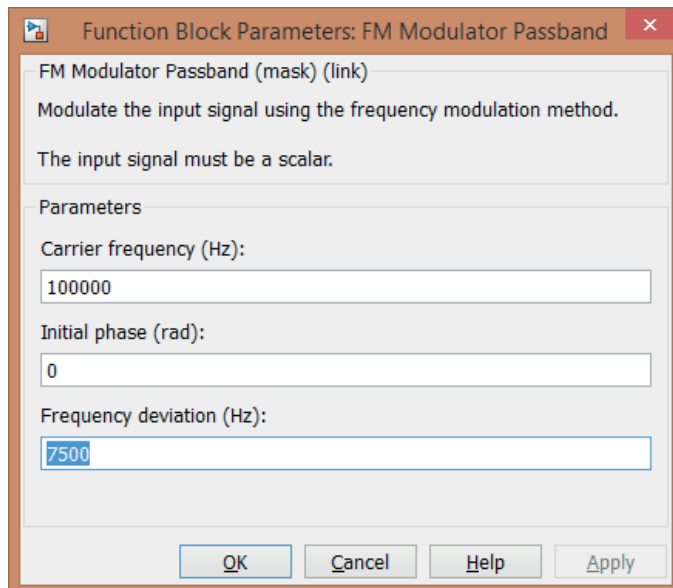 Function Block Parameters: FM Modulator Passband
FM Modulator Passband (mask) (link)
Modulate the input signal using the frequency modulation method.
The input signal must be a scalar.
Parameters
Carrier frequency (Hz):
100000
Initial phase (rad):
0
Frequency deviation (Hz):
7500
OK Cancel Help Apply